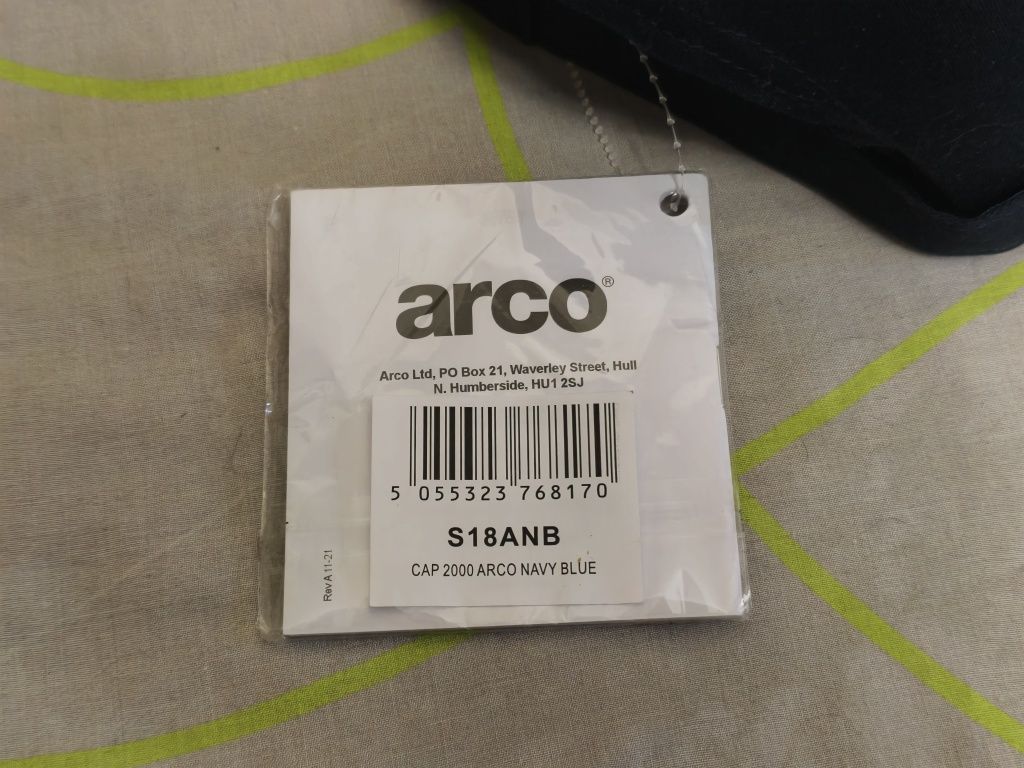 arco®
Arco Ltd, PO Box 21, Waverley Street, Hull
N. Humberside, HU1 2SJ
5 055323 768170
S18ANB
CAP 2000 ARCO NAVY BLUE
Rev A 11-21